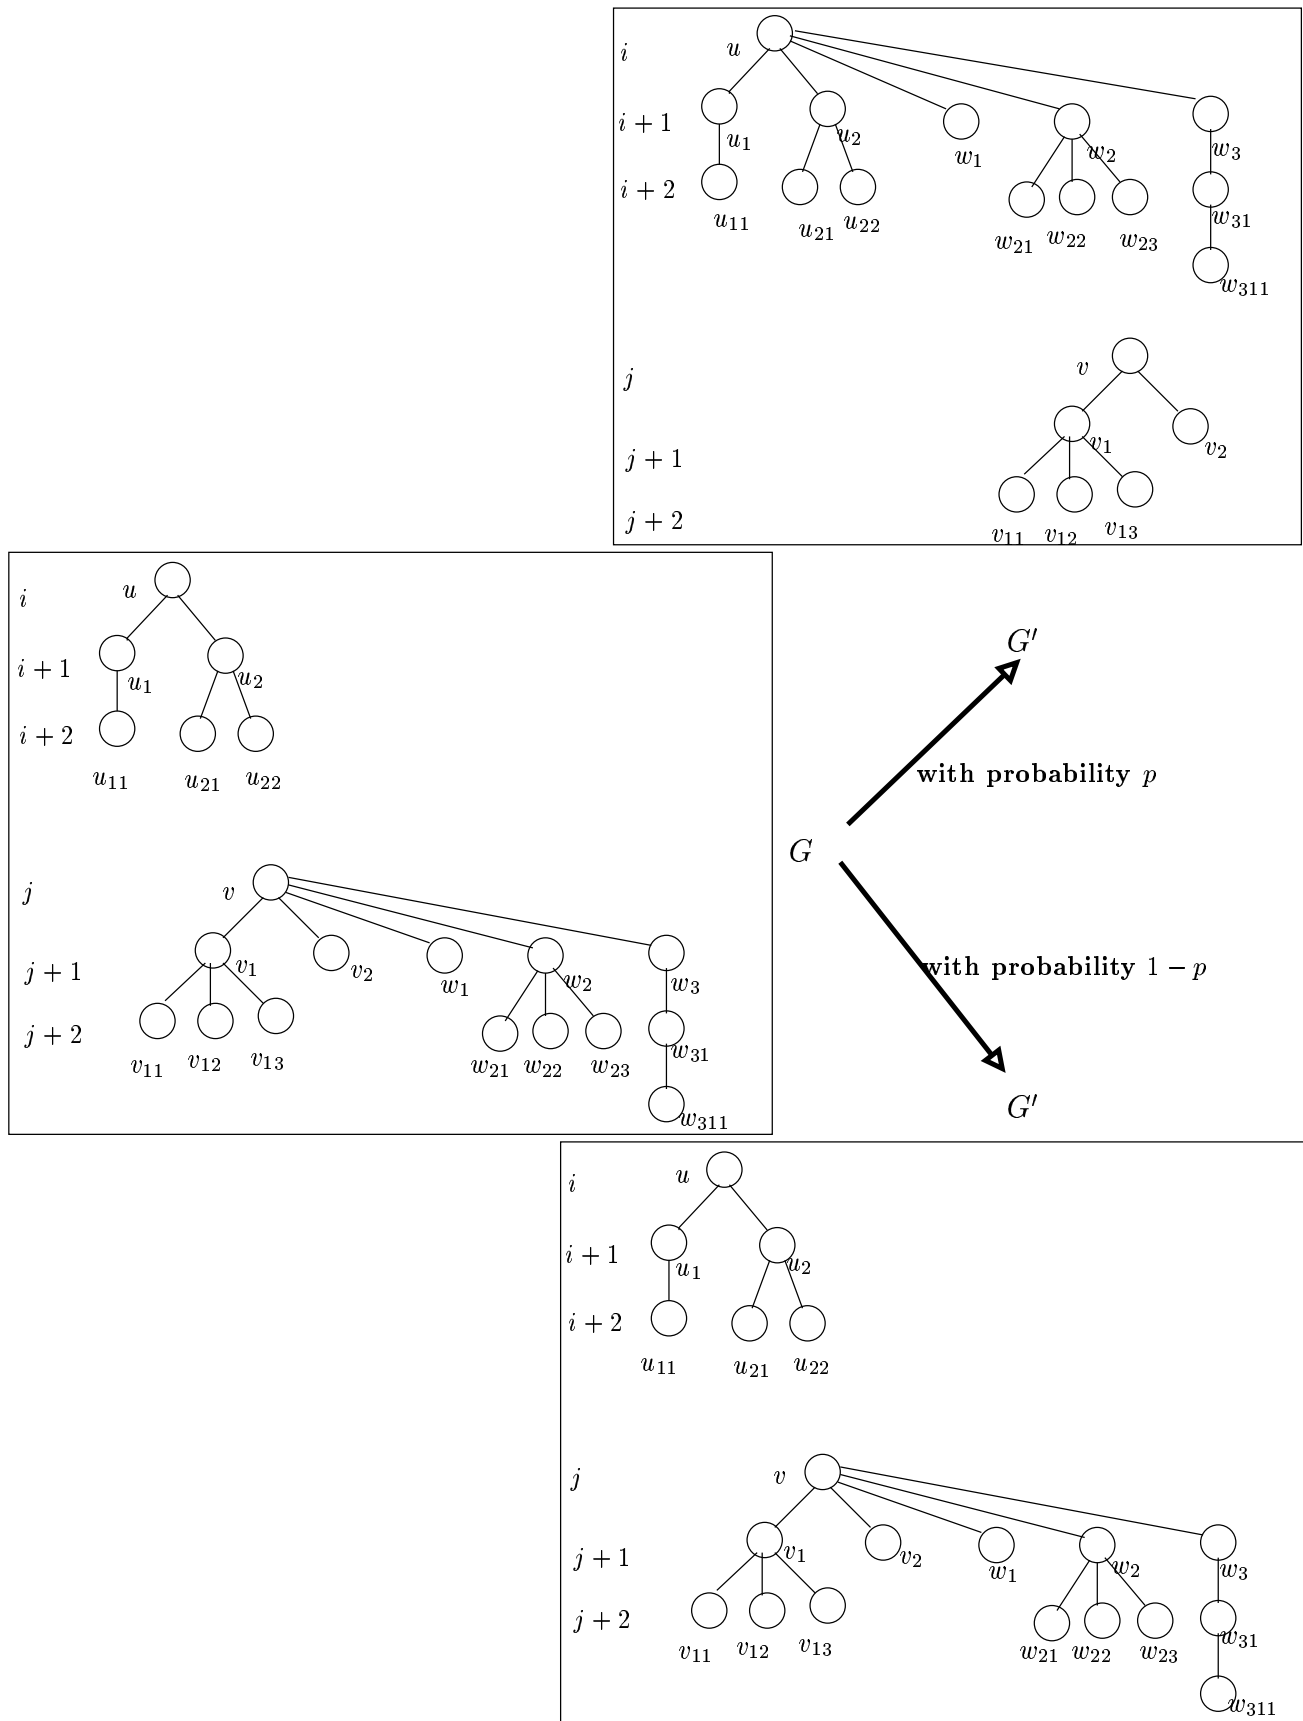 i u
i + 1 u1 u2 w1 w2 w3
i + 2 u11 u21 u22 w21 w22 w23 w31
w311
j v
j + 1 v1 v2
j + 2 v11 v12 v13
i u
i + 1 u1 u2
i + 2
u11 u21 u22
j v
j + 1 v1 v2 w1 w2 w3
j + 2 v11 v12 v13 w21 w22 w23 w31
w311
G′
with probability p
G
with probability 1 − p
G′
i u
i + 1 u1 u2
i + 2
u11 u21 u22
j v
j + 1 v1 v2 w1 w2 w3
j + 2 v11 v12 v13 w21 w22 w23 w31
w311